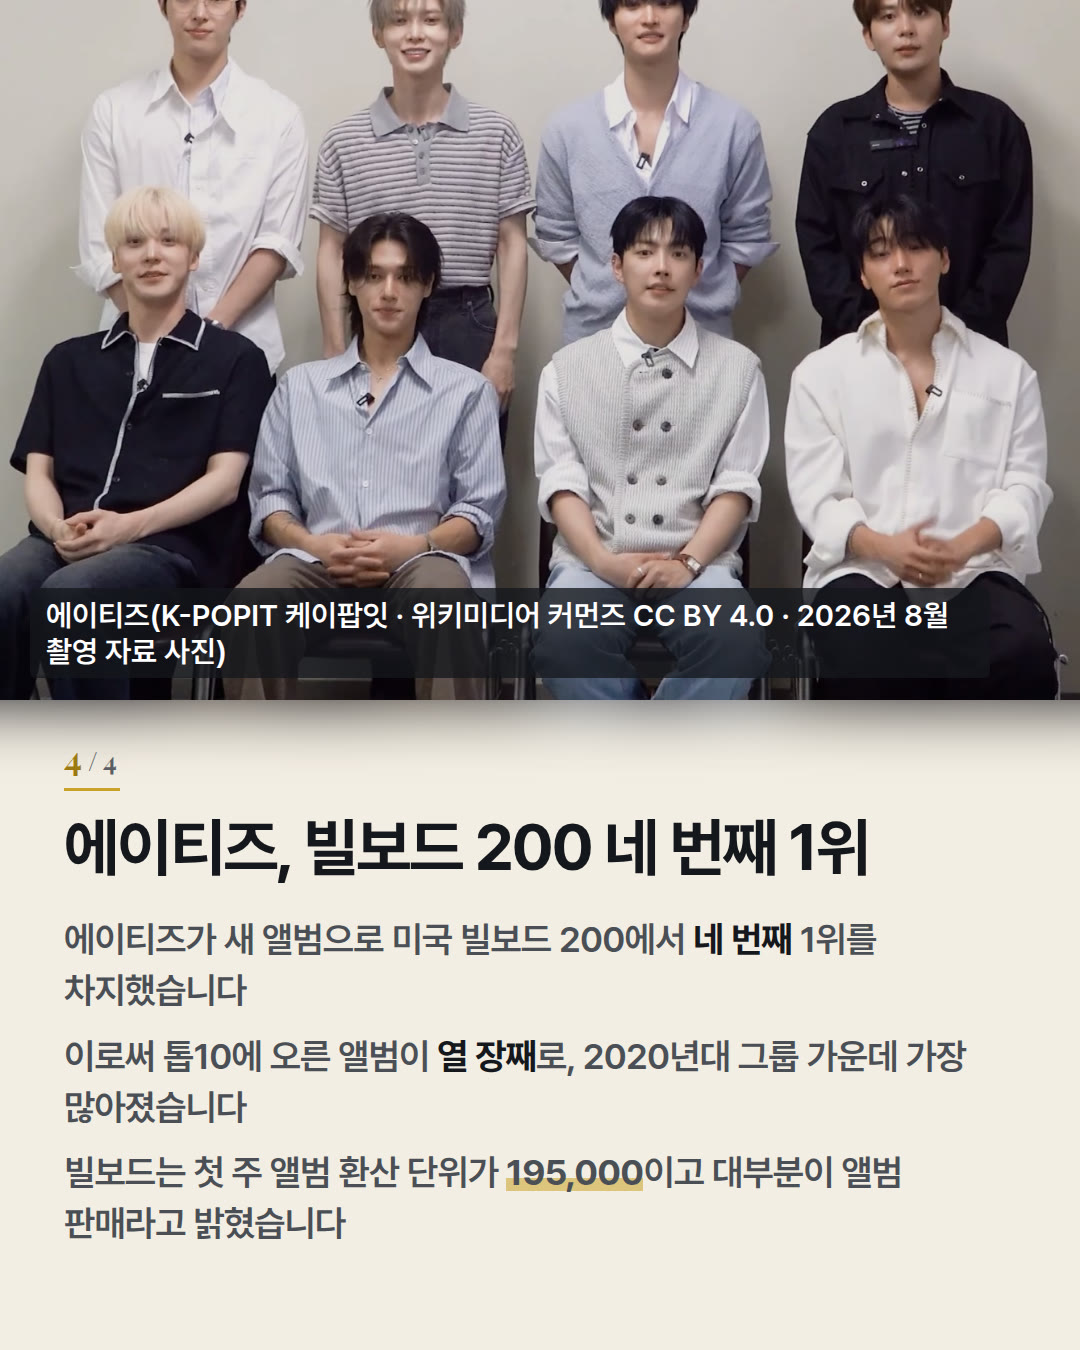 에이티즈(K-POPIT 케이팝잇 · 위키미디어 커먼즈 CC BY 4.0 · 2026년 8월
촬영 자료 사진)
4 / 4
에이티즈, 빌보드 200 네 번째 1위
에이티즈가 새 앨범으로 미국 빌보드 200에서 네 번째 1위를
차지했습니다
이로써 톱10에 오른 앨범이 열 장째로, 2020년대 그룹 가운데 가장
많아졌습니다
빌보드는 첫 주 앨범 환산 단위가 195,000이고 대부분이 앨범
판매라고 밝혔습니다